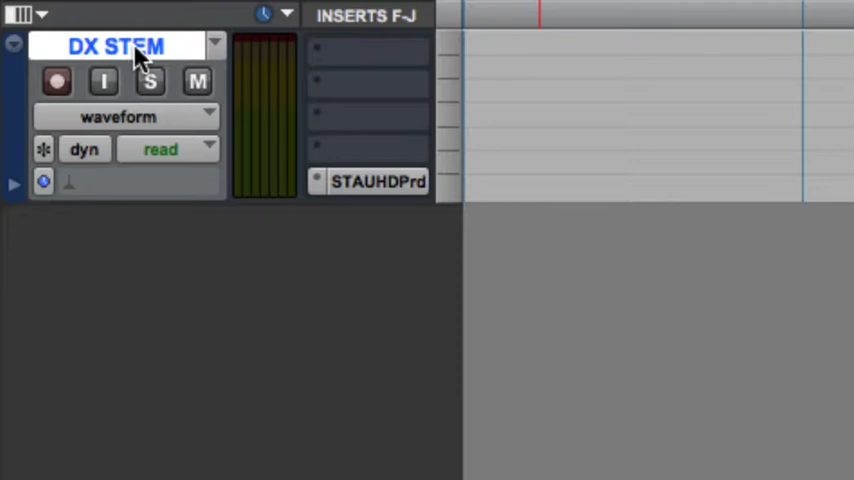 INSERTS F-J
DX STEM
I S M
waveform
dyn read
STAUHDPrd